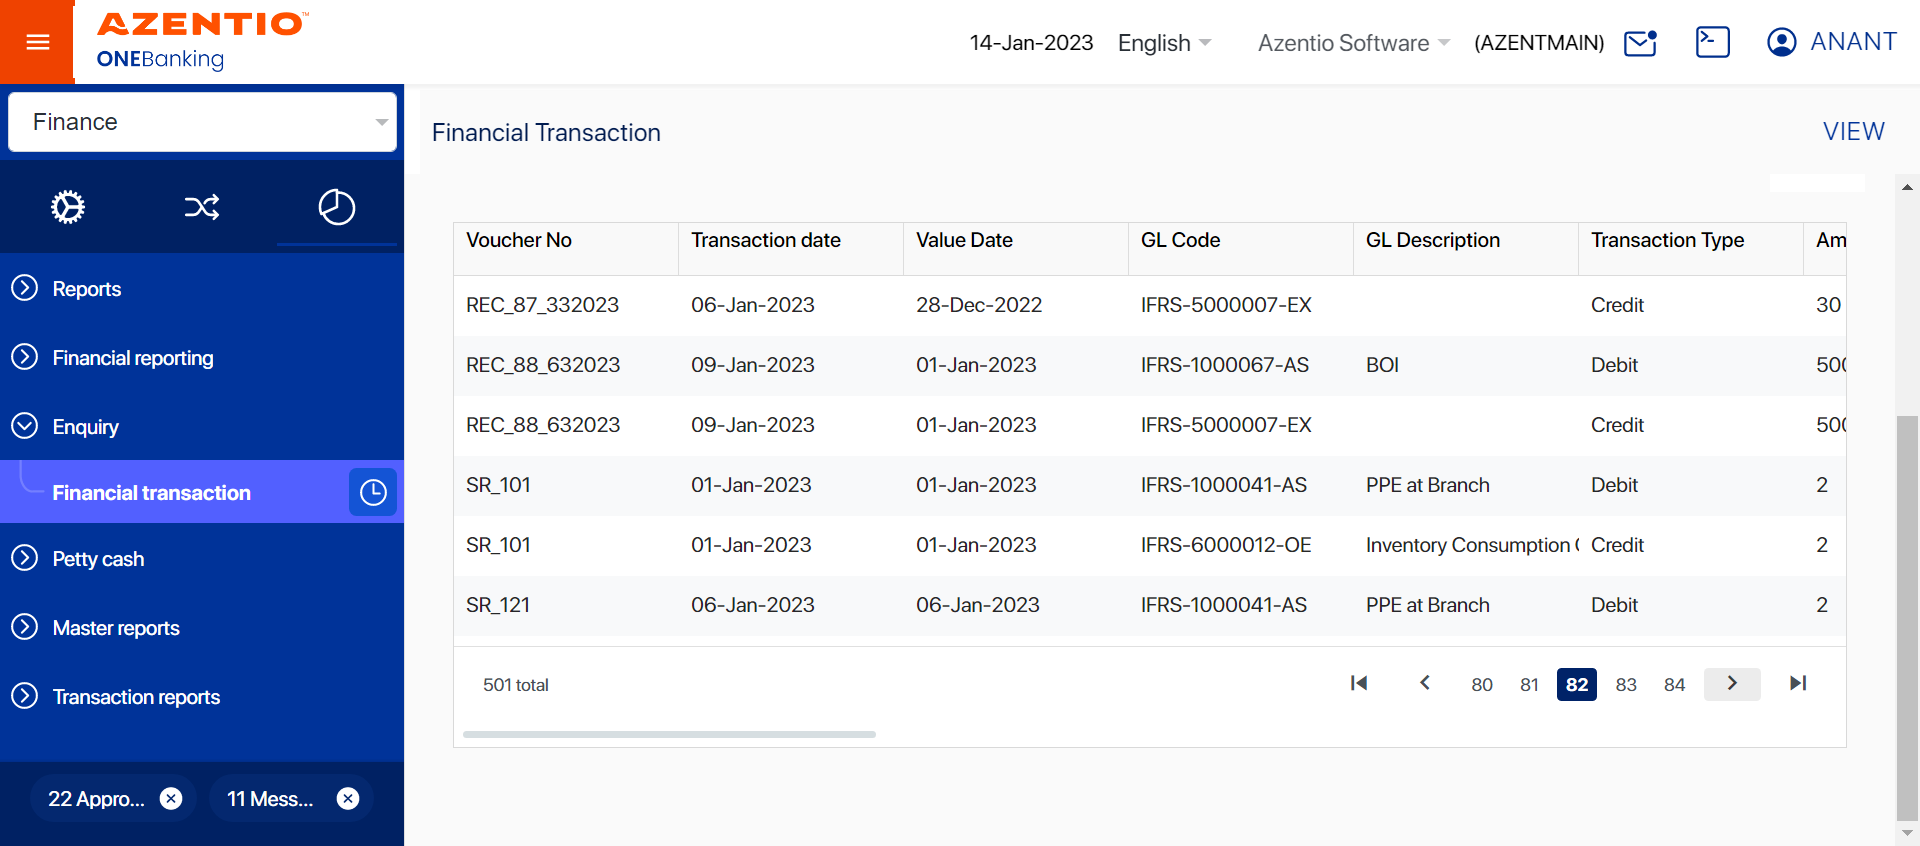 AZENTIO™
ONEBanking
14-Jan-2023 English Azentio Software (AZENTMAIN) ANANT
Finance
Financial Transaction VIEW
Reports
Financial reporting
Enquiry
Financial transaction
Petty cash
Master reports
Transaction reports
22 Appro...
11 Mess...
Voucher No Transaction date Value Date GL Code GL Description Transaction Type Am
REC_87_332023 06-Jan-2023 28-Dec-2022 IFRS-5000007-EX Credit 30
REC_88_632023 09-Jan-2023 01-Jan-2023 IFRS-1000067-AS BOI Debit 500
REC_88_632023 09-Jan-2023 01-Jan-2023 IFRS-5000007-EX Credit 500
SR_101 01-Jan-2023 01-Jan-2023 IFRS-1000041-AS PPE at Branch Debit 2
SR_101 01-Jan-2023 01-Jan-2023 IFRS-6000012-OE Inventory Consumption Credit 2
SR_121 06-Jan-2023 06-Jan-2023 IFRS-1000041-AS PPE at Branch Debit 2
501 total 80 81 82 83 84